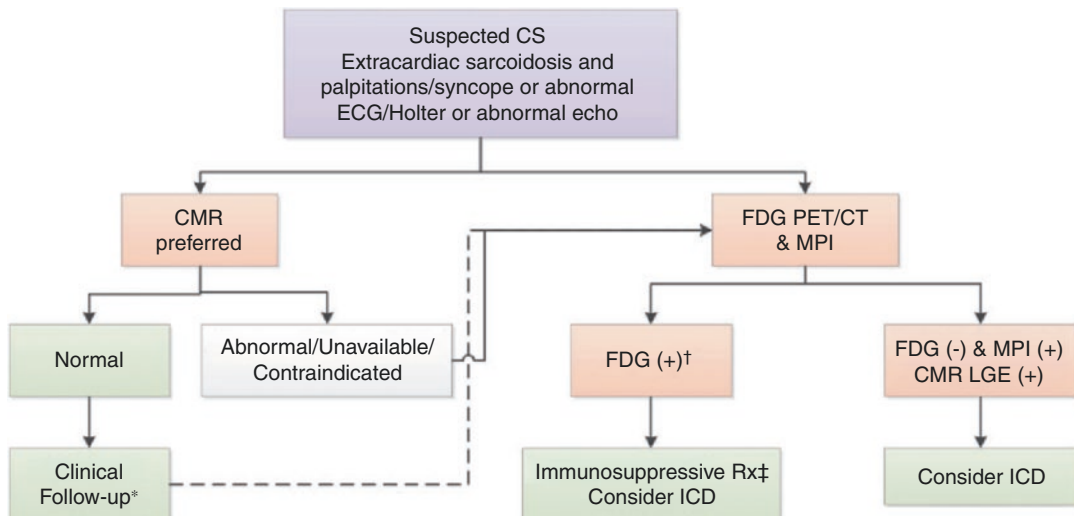 Suspected CS
Extracardiac sarcoidosis and
palpitations/syncope or abnormal
ECG/Holter or abnormal echo
CMR
preferred
FDG PET/CT
& MPI
Normal
Abnormal/Unavailable/
Contraindicated
FDG (+)†
FDG (-) & MPI (+)
CMR LGE (+)
Clinical
Follow-up*
Immunosuppressive Rx‡
Consider ICD
Consider ICD